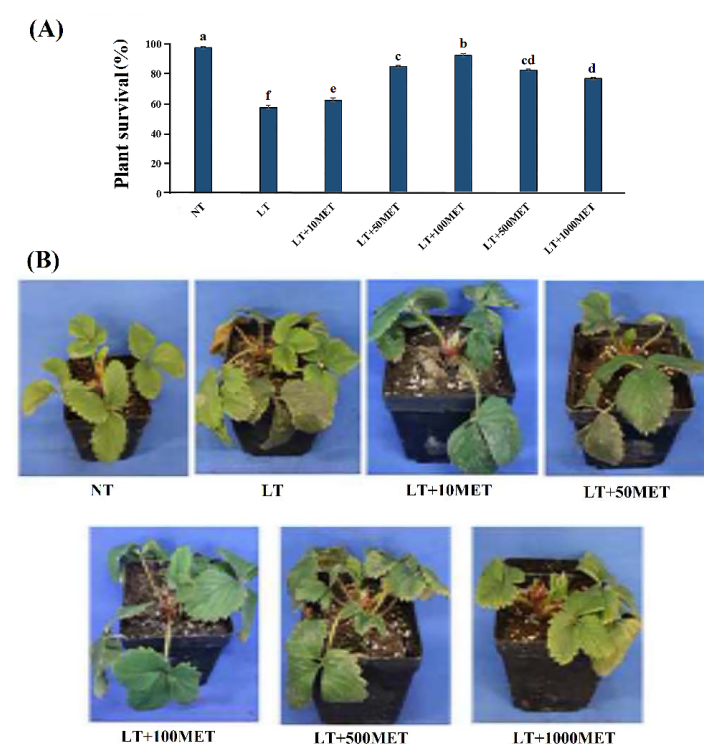 (A)
Plant survival (%)
100
80
60
40
20
0
a
f
e
c
b
cd
d
NT
LT
LT+10MET
LT+50MET
LT+100MET
LT+500MET
LT+1000MET
(B)
NT
LT
LT+10MET
LT+50MET
LT+100MET
LT+500MET
LT+1000MET